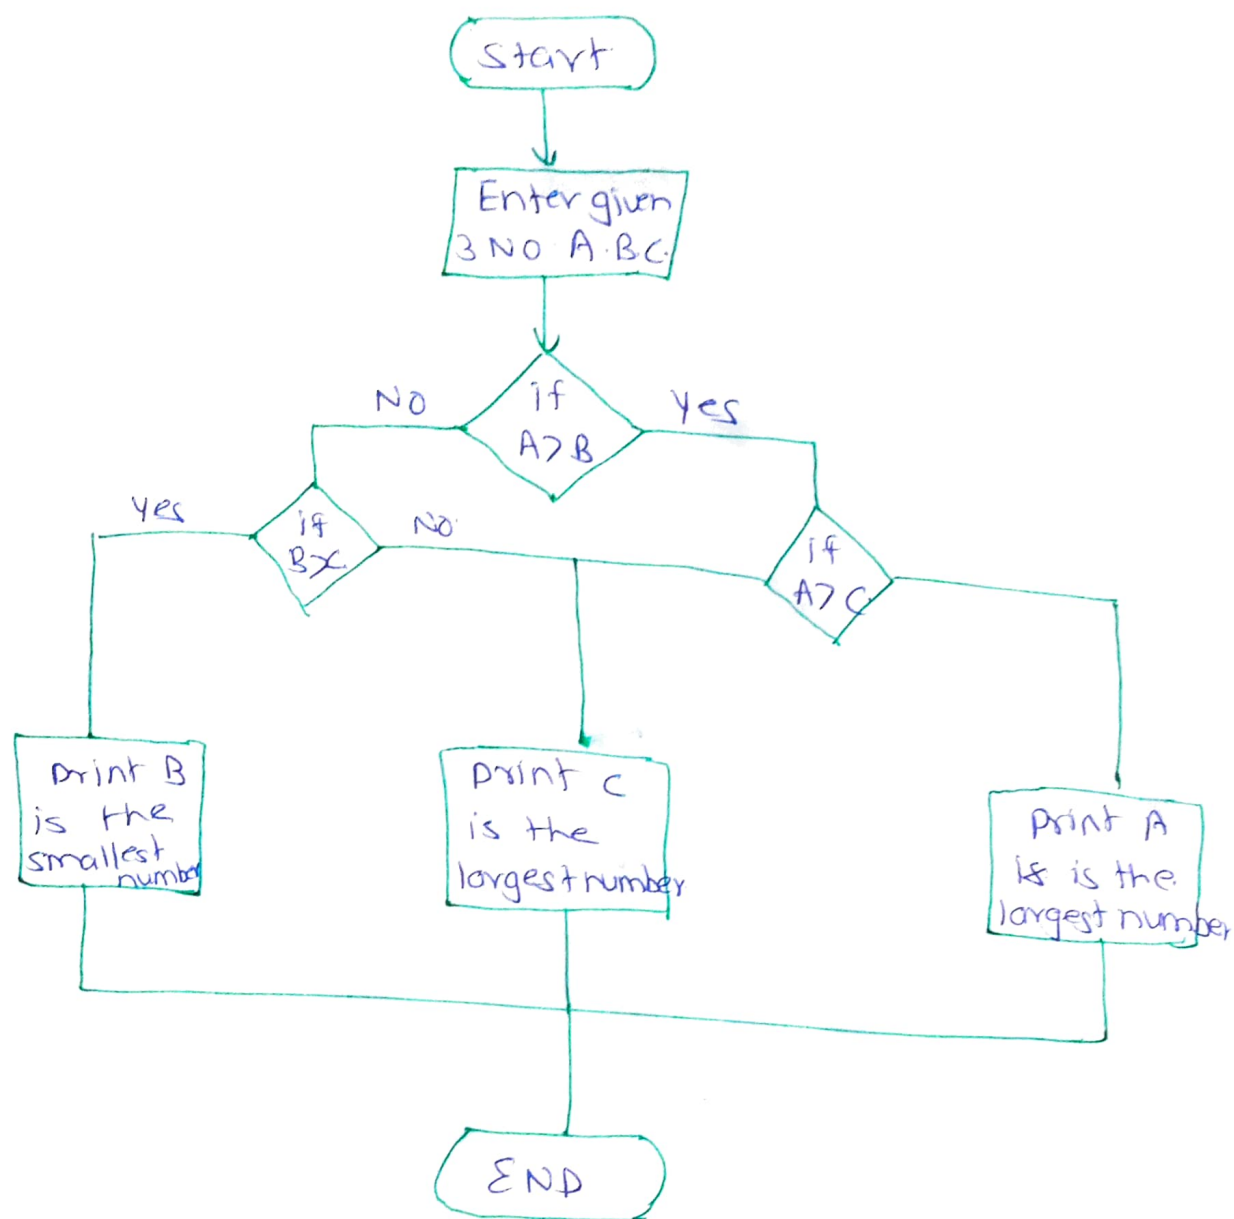 Start
Enter given
3 NO A.B.C.
if
A>B
NO
Yes
Yes
if
B>C
NO
if
A>C
print B
is the
smallest
number
print C
is the
largest number
print A
is is the
largest number
END